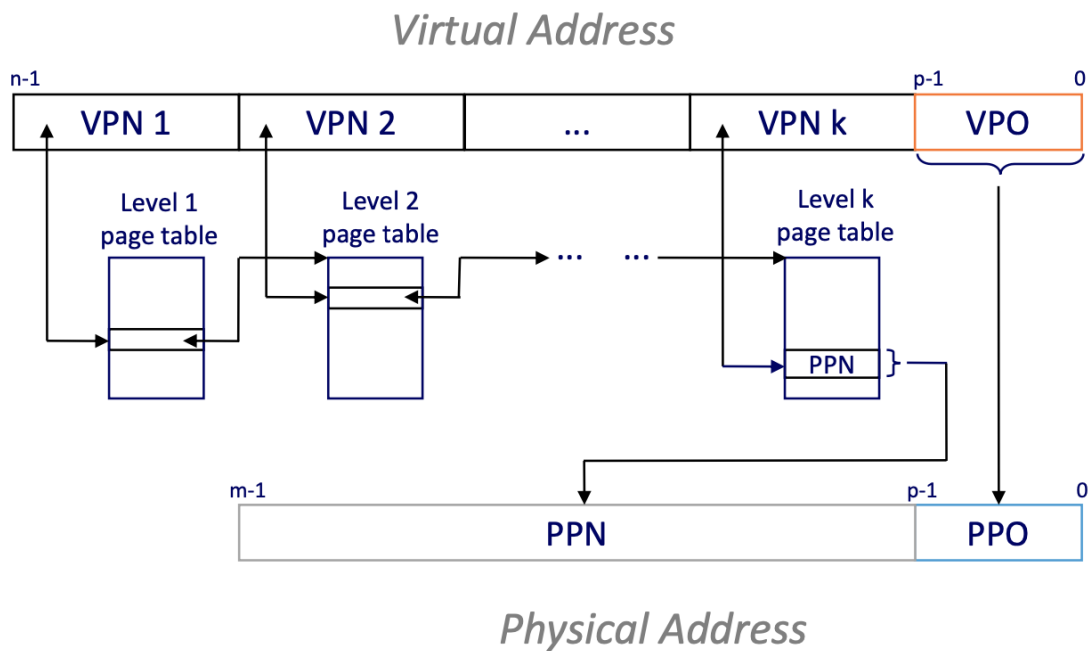 Virtual Address
n-1 p-1 0
VPN 1 VPN 2 ... VPN k VPO
Level 1
page table
Level 2
page table
Level k
page table
... ...
PPN
m-1 p-1 0
PPN PPO
Physical Address